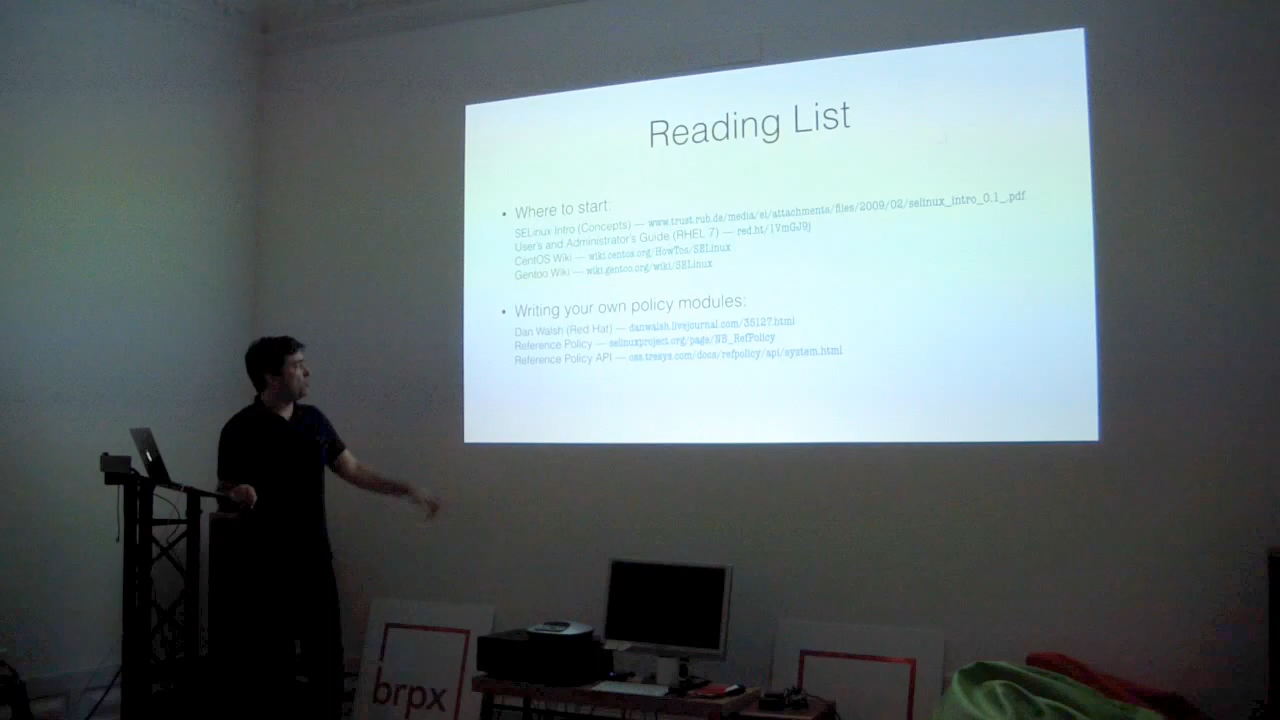 Reading List
• Where to start:
SELinux Intro (Concepts) — www.trust.rub.de/media/ei/attachments/files/2009/02/selinux_intro_0.1_.pdf
User's and Administrator's Guide (RHEL 7) — red.ht/1VmGJ9j
CentOS Wiki — wiki.centos.org/HowTos/SELinux
Gentoo Wiki — wiki.gentoo.org/wiki/SELinux
• Writing your own policy modules:
Dan Walsh (Red Hat) — danwalsh.livejournal.com/35127.html
Reference Policy — selinuxproject.org/page/NB_RefPolicy
Reference Policy API — oss.tresys.com/docs/refpolicy/api/system.html
brpx